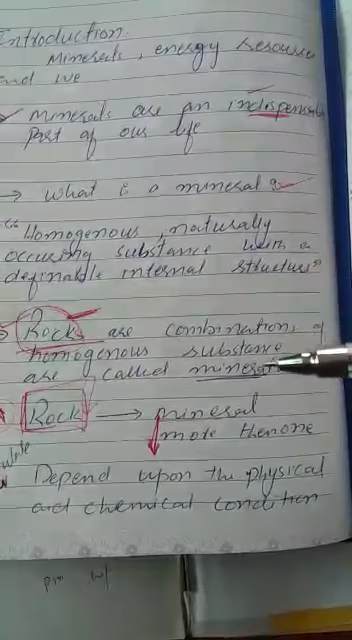 Introduction.
Minerals, energy resource
and we
minerals are an indispensable
part of our life
→ What is a mineral?
"Homogenous, naturally
occuring substance with a
definable internal structure"
Rocks are combination of
homogenous substance
are called minerals
Rock → mineral
more then one
Depend upon the physical
and chemical condition